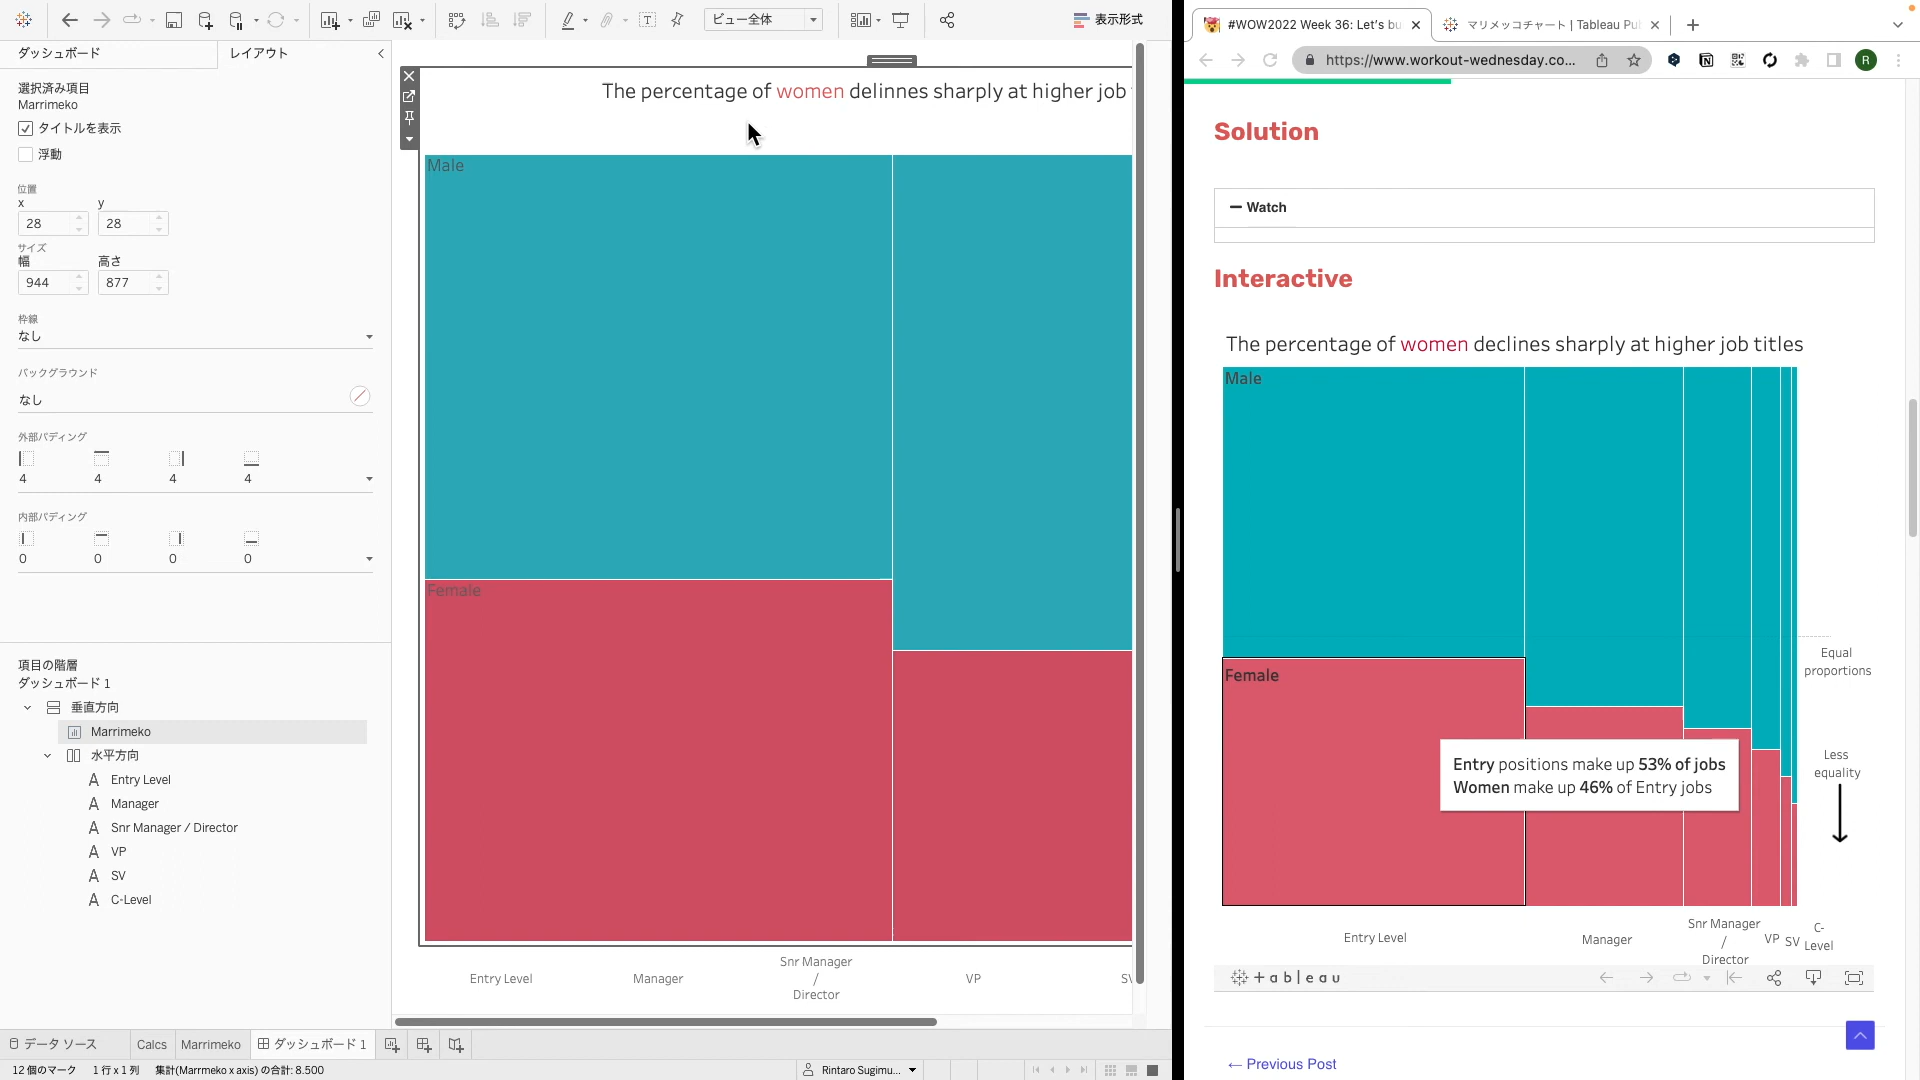 ビュー全体
表示形式
ダッシュボード
レイアウト
選択済み項目
Marrimeko
タイトルを表示
浮動
位置
x
y
28
28
サイズ
幅
高さ
944
877
枠線
なし
バックグラウンド
なし
外部パディング
4
4
4
4
内部パディング
0
0
0
0
項目の階層
ダッシュボード 1
垂直方向
Marrimeko
水平方向
A Entry Level
A Manager
A Snr Manager / Director
A VP
A SV
A C-Level
The percentage of women delinnes sharply at higher job
Male
Female
Entry Level
Manager
Snr Manager
/
Director
VP
SV
データ ソース
Calcs
Marrimeko
ダッシュボード 1
12 個のマーク
1 行 x 1 列
集計(Marrmeko x axis) の合計: 8.500
Rintaro Sugimu...
#WOW2022 Week 36: Let's bu
マリメッコチャート | Tableau Pub
https://www.workout-wednesday.co...
R
Solution
Watch
Interactive
The percentage of women declines sharply at higher job titles
Male
Female
Equal
proportions
Less
equality
Entry positions make up 53% of jobs
Women make up 46% of Entry jobs
Entry Level
Manager
Snr Manager
/
Director
VP
SV
C-
Level
+ableau
← Previous Post